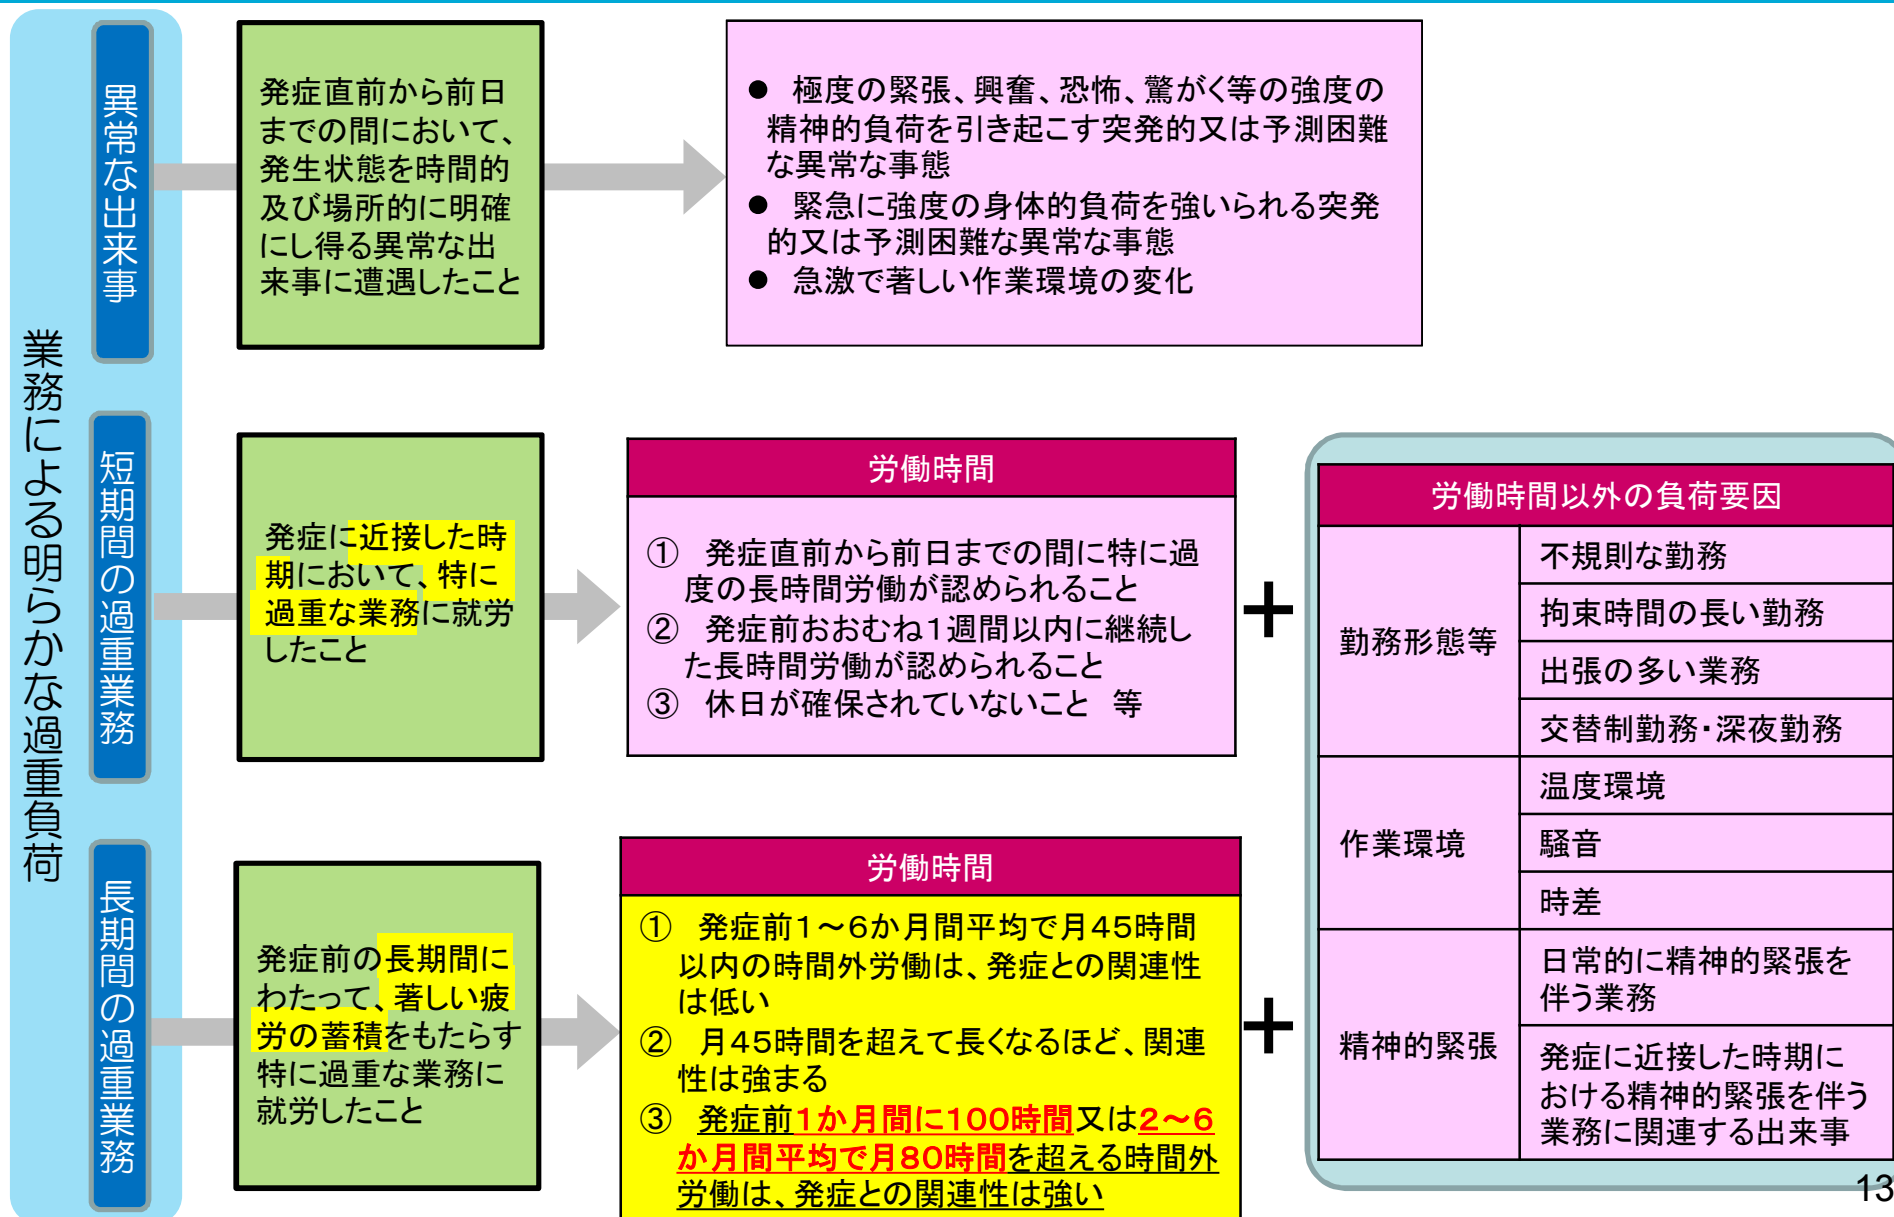 業務による明らかな過重負荷
異常な出来事
発症直前から前日
までの間において、
発生状態を時間的
及び場所的に明確
にし得る異常な出
来事に遭遇したこと
● 極度の緊張、興奮、恐怖、驚がく等の強度の
精神的負荷を引き起こす突発的又は予測困難
な異常な事態
● 緊急に強度の身体的負荷を強いられる突発
的又は予測困難な異常な事態
● 急激で著しい作業環境の変化
短期間の過重業務
発症に近接した時
期において、特に
過重な業務に就労
したこと
労働時間
① 発症直前から前日までの間に特に過
度の長時間労働が認められること
② 発症前おおむね1週間以内に継続し
た長時間労働が認められること
③ 休日が確保されていないこと 等
+
長期間の過重業務
発症前の長期間に
わたって、著しい疲
労の蓄積をもたらす
特に過重な業務に
就労したこと
労働時間
① 発症前1～6か月間平均で月45時間
以内の時間外労働は、発症との関連性
は低い
② 月45時間を超えて長くなるほど、関連
性は強まる
③ 発症前1か月間に100時間又は2～6
か月間平均で月80時間を超える時間外
労働は、発症との関連性は強い
+
労働時間以外の負荷要因
勤務形態等
不規則な勤務
拘束時間の長い勤務
出張の多い業務
交替制勤務・深夜勤務
作業環境
温度環境
騒音
時差
精神的緊張
日常的に精神的緊張を
伴う業務
発症に近接した時期に
おける精神的緊張を伴う
業務に関連する出来事
13